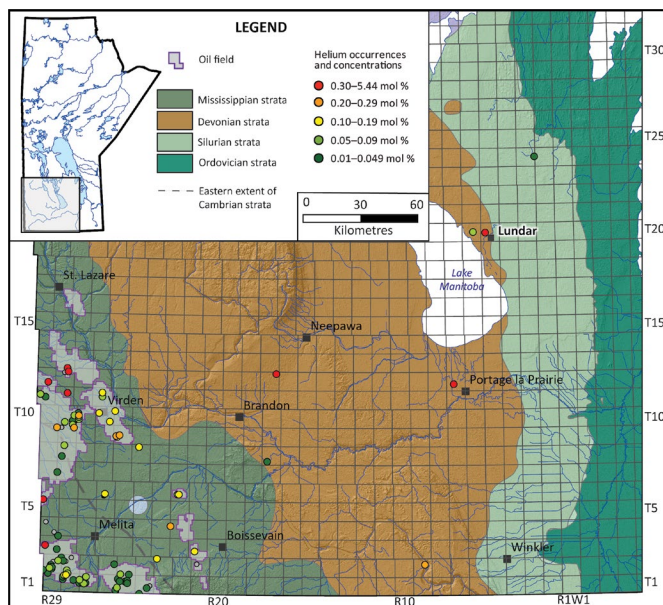 LEGEND
Oil field
Mississippian strata
Devonian strata
Silurian strata
Ordovician strata
Eastern extent of
Cambrian strata
Helium occurrences
and concentrations
0.30–5.44 mol %
0.20–0.29 mol %
0.10–0.19 mol %
0.05–0.09 mol %
0.01–0.049 mol %
0 30 60
Kilometres
T30
T25
T20
T15
T10
T5
T1
Lundar
Lake
Manitoba
St. Lazare
T15
Neepawa
Portage la Prairie
Virden
T10
Brandon
T5
Melita
Boissevain
Winkler
T1
R29
R20
R10
R1W1